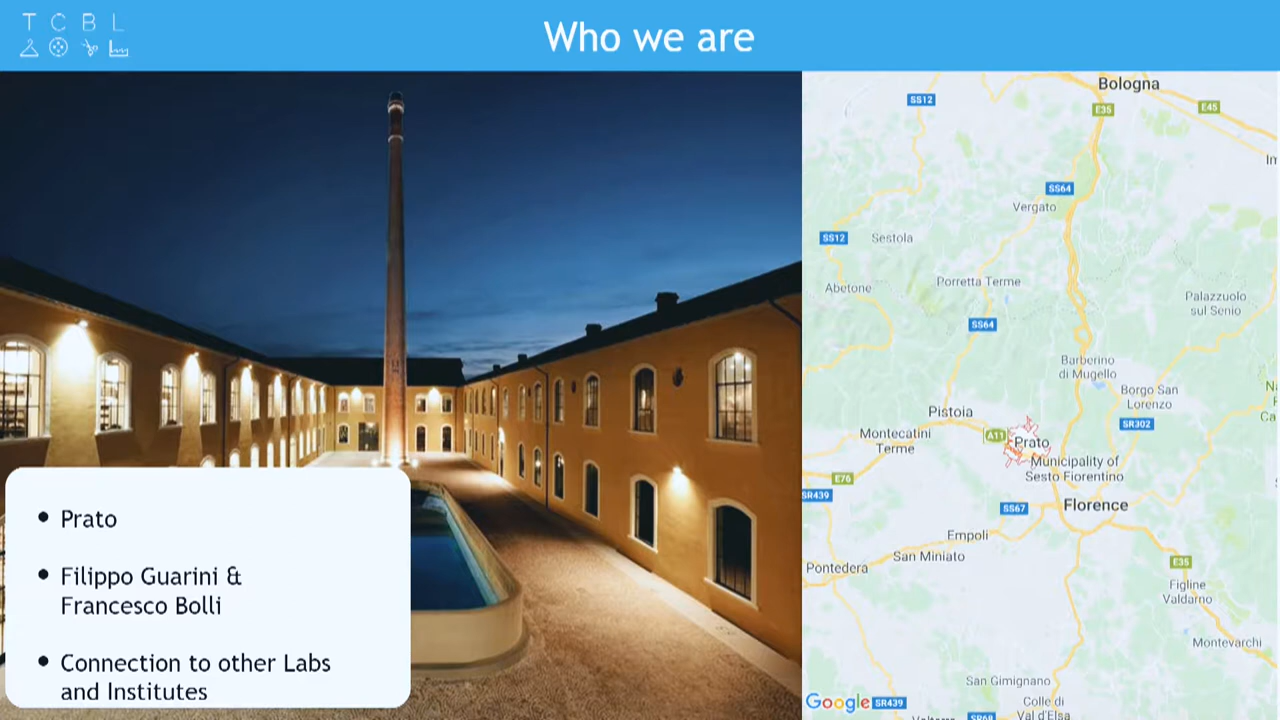 T C B L
Who we are
Prato
Filippo Guarini &
Francesco Bolli
Connection to other Labs
and Institutes
Bologna
SS12
E35
E45
SS64
Vergato
SS12
Sestola
Porretta Terme
Abetone
Palazzuolo
sul Senio
SS64
Barberino
di Mugello
Borgo San
Lorenzo
Pistoia
SR302
A11
Prato
Montecatini
Terme
Municipality of
Sesto Fiorentino
E76
SR439
SS67
Florence
Empoli
San Miniato
Pontedera
E35
Figline
Valdarno
Montevarchi
San Gimignano
Google
SR439
Colle di
Val d'Elsa
SR68